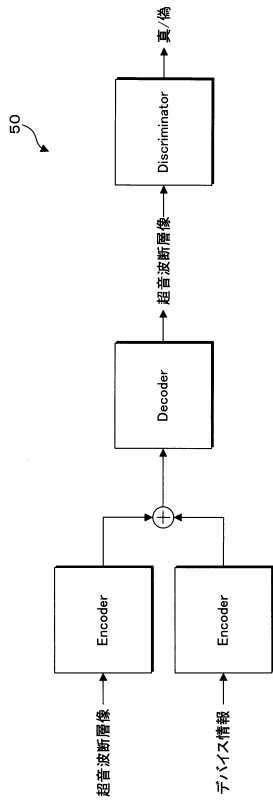 50
超音波断層像
Encoder
デバイス情報
Encoder
Decoder
超音波断層像
Discriminator
真/偽